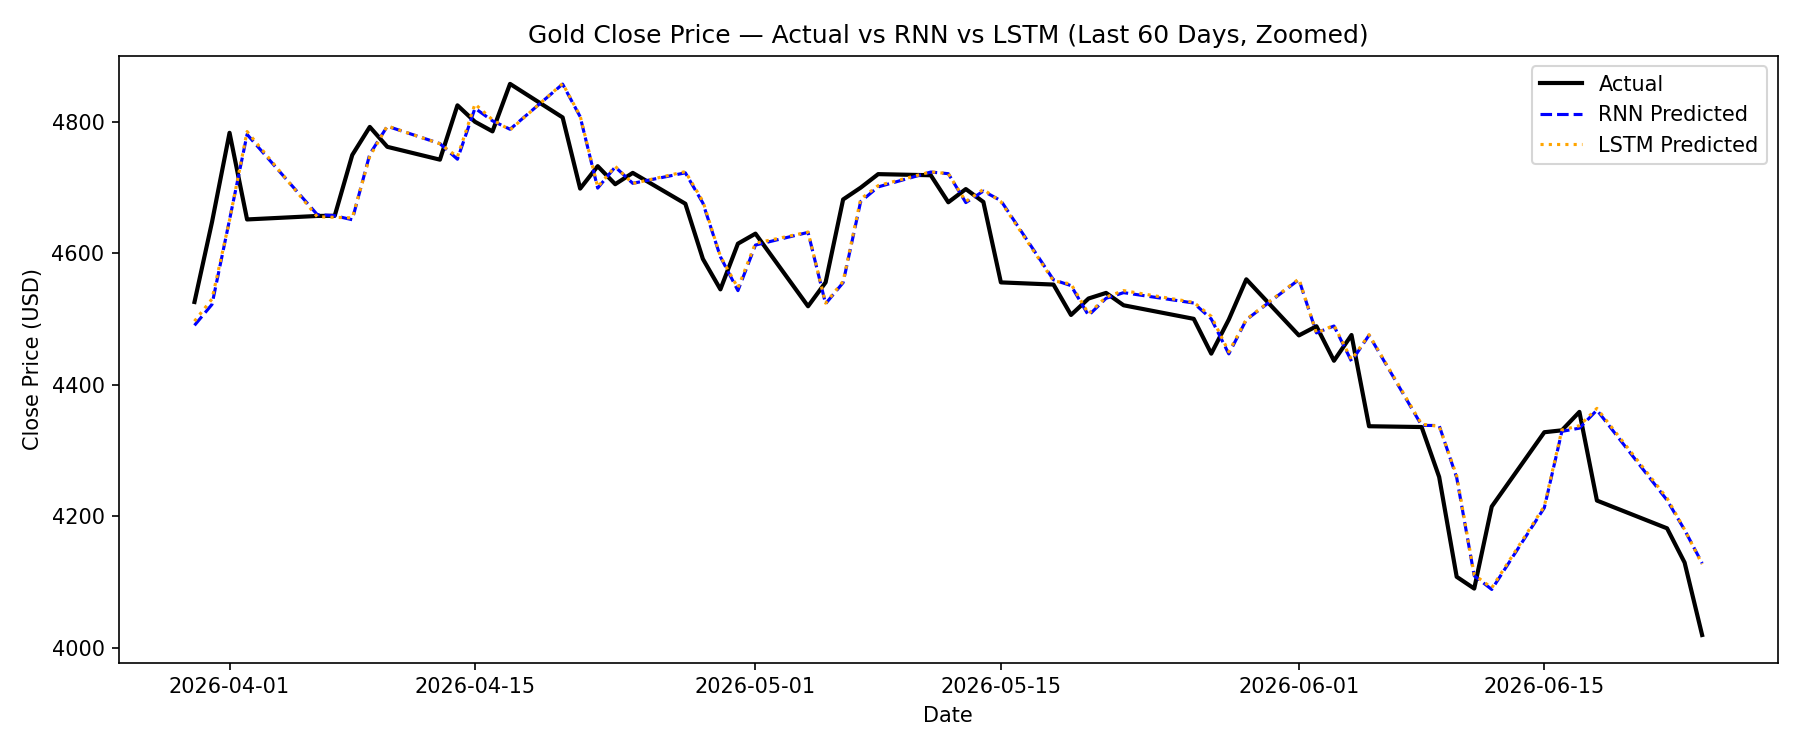 Gold Close Price — Actual vs RNN vs LSTM (Last 60 Days, Zoomed)
Actual
RNN Predicted
LSTM Predicted
Close Price (USD)
4800
4600
4400
4200
4000
2026-04-01
2026-04-15
2026-05-01
2026-05-15
2026-06-01
2026-06-15
Date